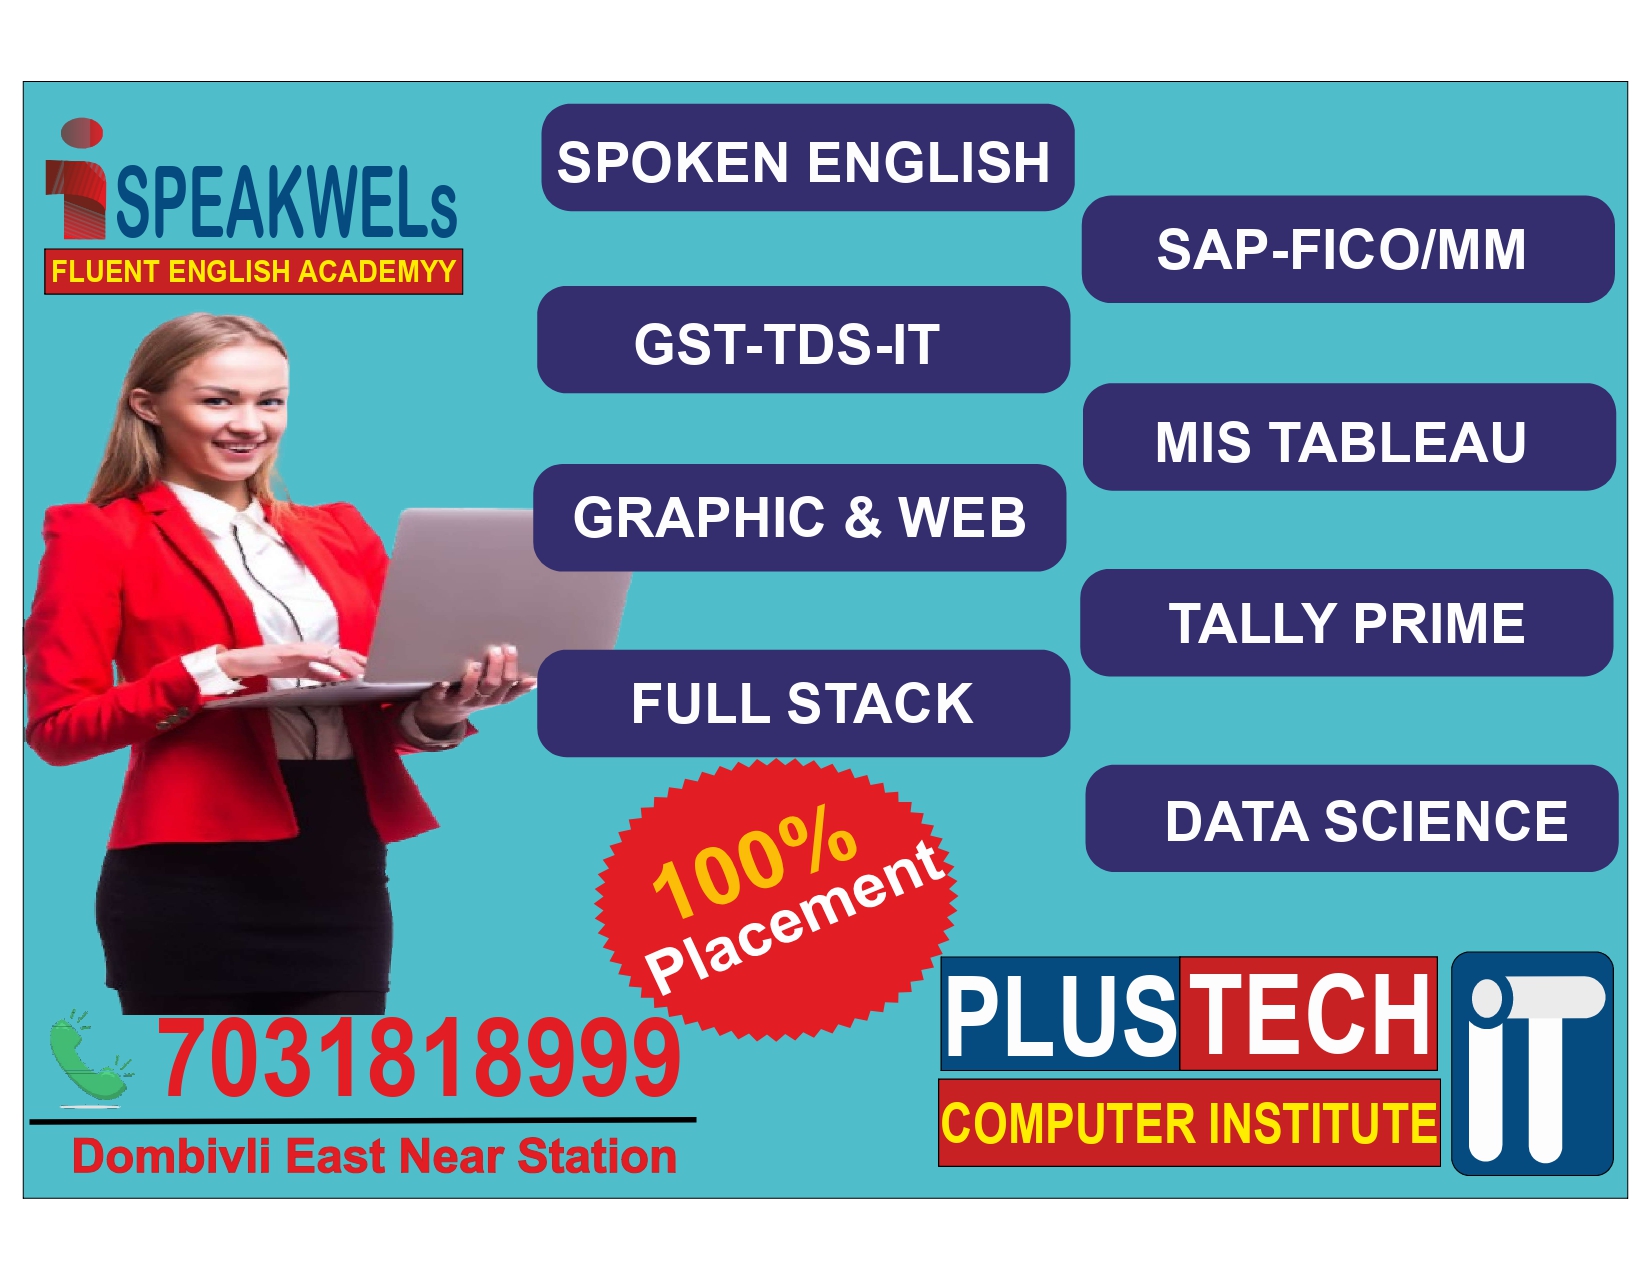 iSPEAKWELs
FLUENT ENGLISH ACADEMYY
SPOKEN ENGLISH
SAP-FICO/MM
GST-TDS-IT
MIS TABLEAU
GRAPHIC & WEB
TALLY PRIME
FULL STACK
DATA SCIENCE
100%
Placement
7031818999
Dombivli East Near Station
PLUSTECH
COMPUTER INSTITUTE
iT